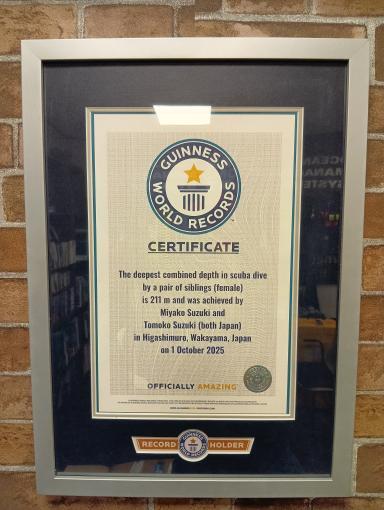 GUINNESS
WORLD RECORDS
CERTIFICATE
The deepest combined depth in scuba dive
by a pair of siblings (female)
is 211 m and was achieved by
Miyako Suzuki and
Tomoko Suzuki (both Japan)
in Higashimuro, Wakayama, Japan
on 1 October 2025
OFFICIALLY AMAZING
RECORD
HOLDER